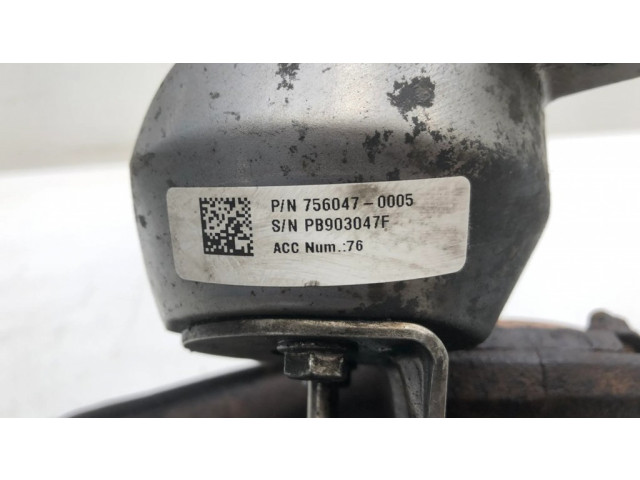 P/N 756047-0005
S/N PB903047F
ACC Num.:76